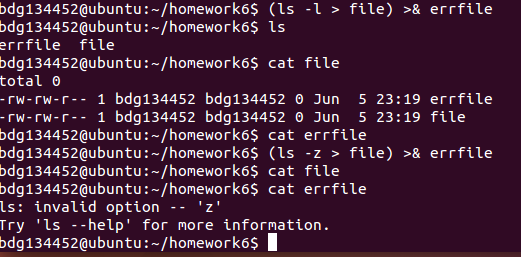 bdg134452@ubuntu:~/homework6$ (ls -l > file) >& errfile
bdg134452@ubuntu:~/homework6$ ls
errfile  file
bdg134452@ubuntu:~/homework6$ cat file
total 0
-rw-rw-r-- 1 bdg134452 bdg134452 0 Jun  5 23:19 errfile
-rw-rw-r-- 1 bdg134452 bdg134452 0 Jun  5 23:19 file
bdg134452@ubuntu:~/homework6$ cat errfile
bdg134452@ubuntu:~/homework6$ (ls -z > file) >& errfile
bdg134452@ubuntu:~/homework6$ cat file
bdg134452@ubuntu:~/homework6$ cat errfile
ls: invalid option -- 'z'
Try 'ls --help' for more information.
bdg134452@ubuntu:~/homework6$